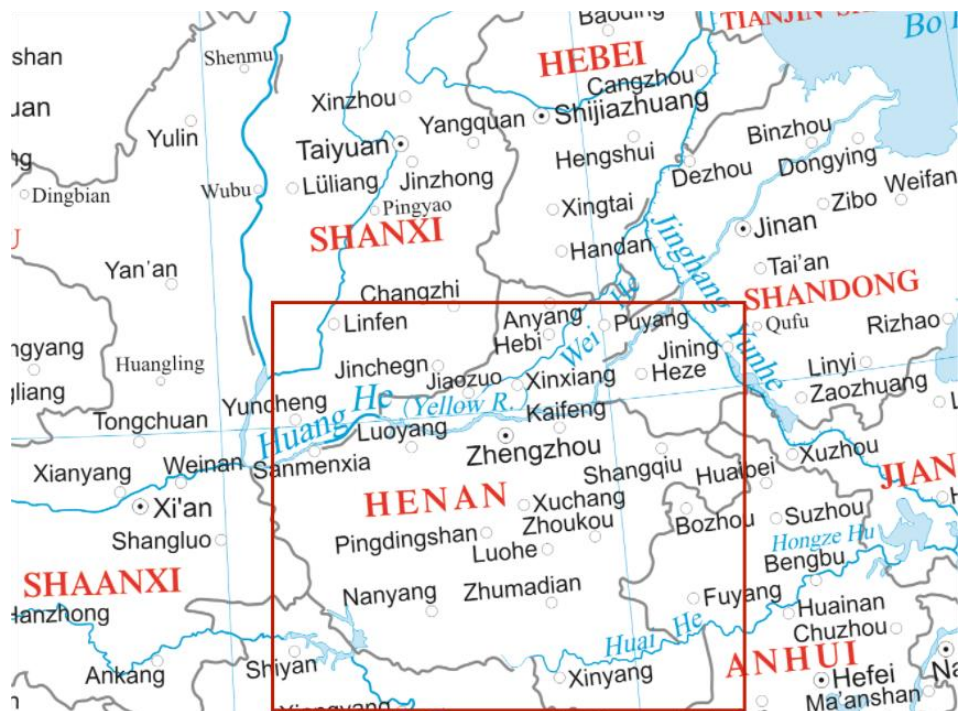 Baoding
TIANJIN
shan
Shenmu
HEBEI
Cangzhou
Xinzhou
Shijiazhuang
Yangquan
Binzhou
Yulin
Taiyuan
Hengshui
Dongying
Dezhou
Dingbian
Wubu
Lüliang
Jinzhong
Pingyao
Xingtai
Zibo
Weifan
Jinan
SHANXI
Handan
Jinghang Yunhe
Yan'an
Tai'an
Changzhi
SHANDONG
Linfen
Anyang
Hebi
Wei He
Puyang
Qufu
Rizhao
ngyang
gliang
Huangling
Jinchegn
Jiaozuo
Xinxiang
Heze
Jining
Linyi
Zaozhuang
Tongchuan
Yuncheng
Huang He
(Yellow R.)
Kaifeng
Luoyang
Zhengzhou
Xianyang
Weinan
Sanmenxia
Shangqiu
Huaibei
Xuzhou
JIAN
Xi'an
HENAN
Xuchang
Zhoukou
Bozhou
Suzhou
Shangluo
Pingdingshan
Luohe
Hongze Hu
Bengbu
SHAANXI
Hanzhong
Nanyang
Zhumadian
Fuyang
Huainan
Chuzhou
Huai He
Ankang
Shiyan
Xinyang
ANHUI
Hefei
Na
Ma'anshan